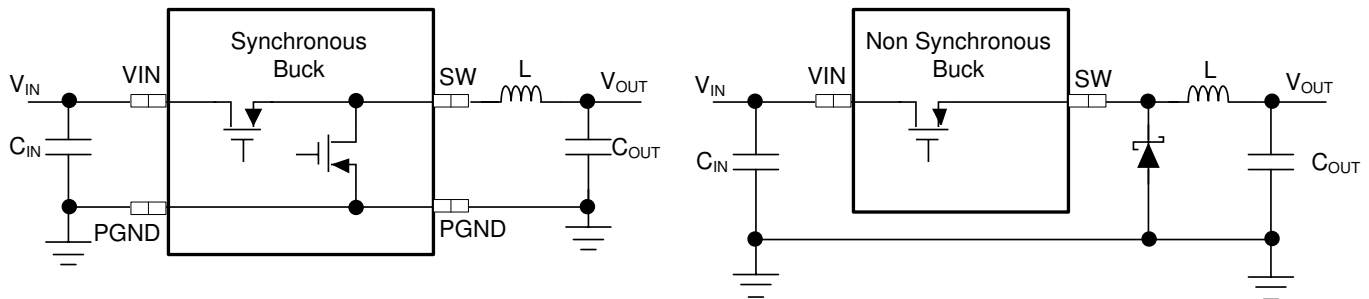 Synchronous
Buck
VIN
SW
L
V_IN
V_OUT
C_IN
C_OUT
PGND
PGND
Non Synchronous
Buck
VIN
SW
L
V_IN
V_OUT
C_IN
C_OUT